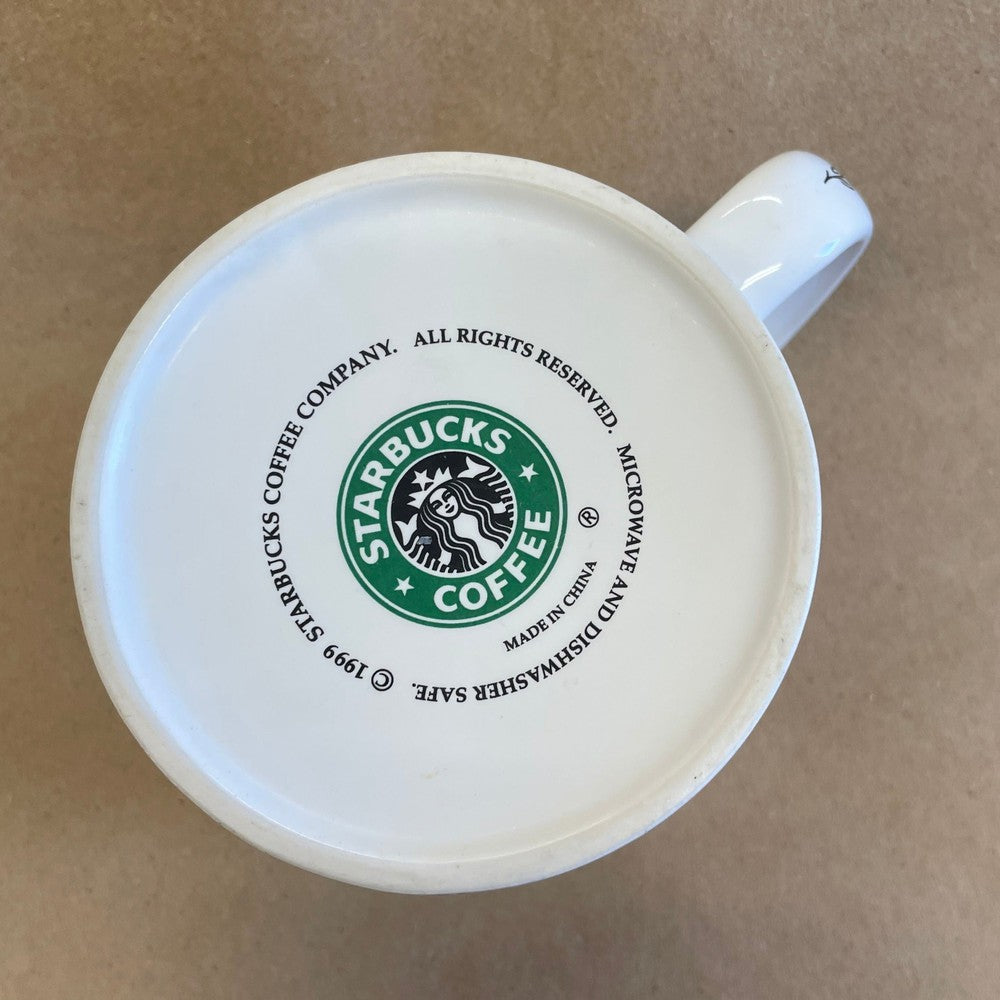 © 1999 STARBUCKS COFFEE COMPANY. ALL RIGHTS RESERVED. MICROWAVE AND DISHWASHER SAFE.
STARBUCKS
COFFEE
®
MADE IN CHINA